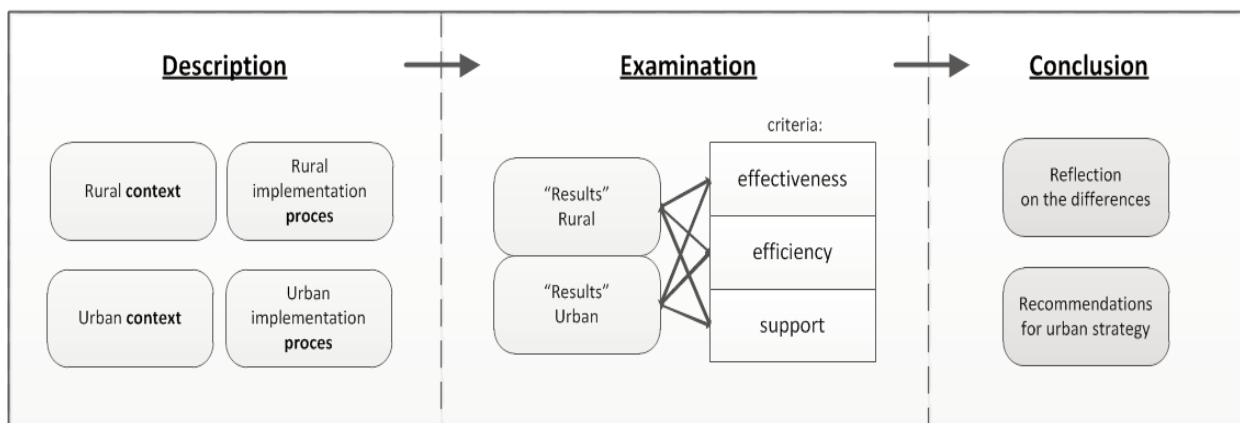 Description
Rural context
Rural
implementation
proces
Urban context
Urban
implementation
proces
Examination
"Results"
Rural
"Results"
Urban
criteria:
effectiveness
efficiency
support
Conclusion
Reflection
on the differences
Recommendations
for urban strategy